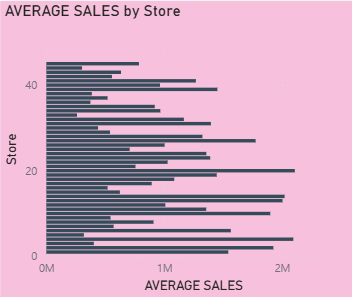 AVERAGE SALES by Store
40
20
0
Store
0M 1M 2M
AVERAGE SALES